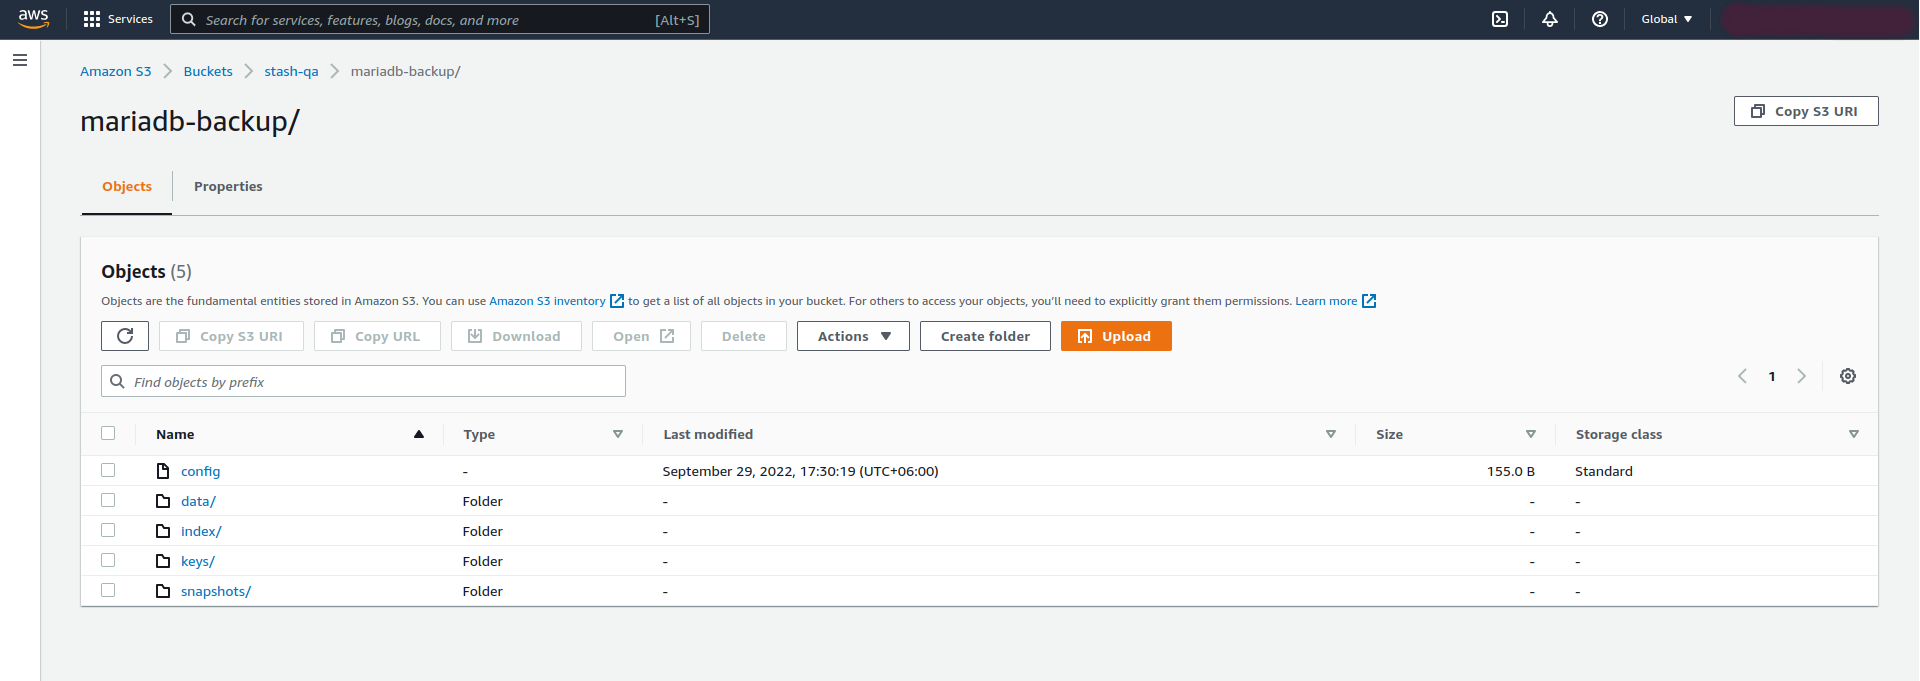 aws Services Search for services, features, blogs, docs, and more [Alt+S] Global
Amazon S3 Buckets stash-qa mariadb-backup/
mariadb-backup/
Copy S3 URI
Objects Properties
Objects (5)
Objects are the fundamental entities stored in Amazon S3. You can use Amazon S3 inventory to get a list of all objects in your bucket. For others to access your objects, you'll need to explicitly grant them permissions. Learn more
Copy S3 URI Copy URL Download Open Delete Actions Create folder Upload
Find objects by prefix
1
Name Type Last modified Size Storage class
config - September 29, 2022, 17:30:19 (UTC+06:00) 155.0 B Standard
data/ Folder - - -
index/ Folder - - -
keys/ Folder - - -
snapshots/ Folder - - -